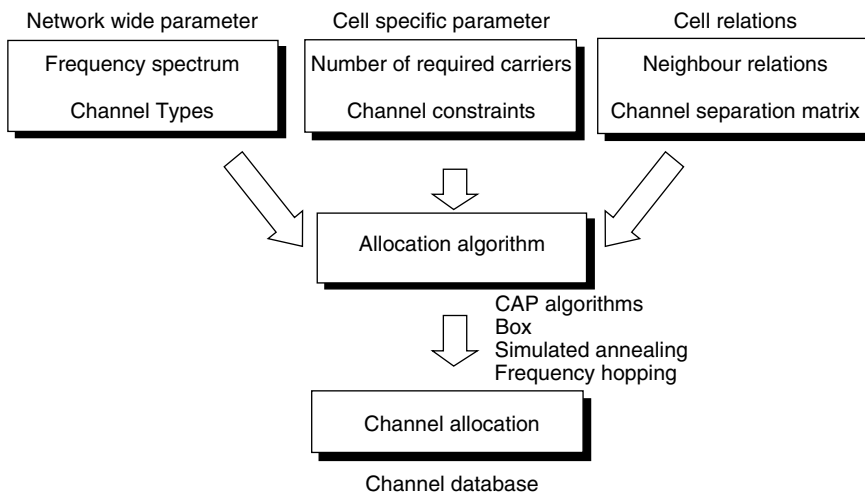 Network wide parameter
Frequency spectrum
Channel Types
Cell specific parameter
Number of required carriers
Channel constraints
Cell relations
Neighbour relations
Channel separation matrix
Allocation algorithm
CAP algorithms
Box
Simulated annealing
Frequency hopping
Channel allocation
Channel database